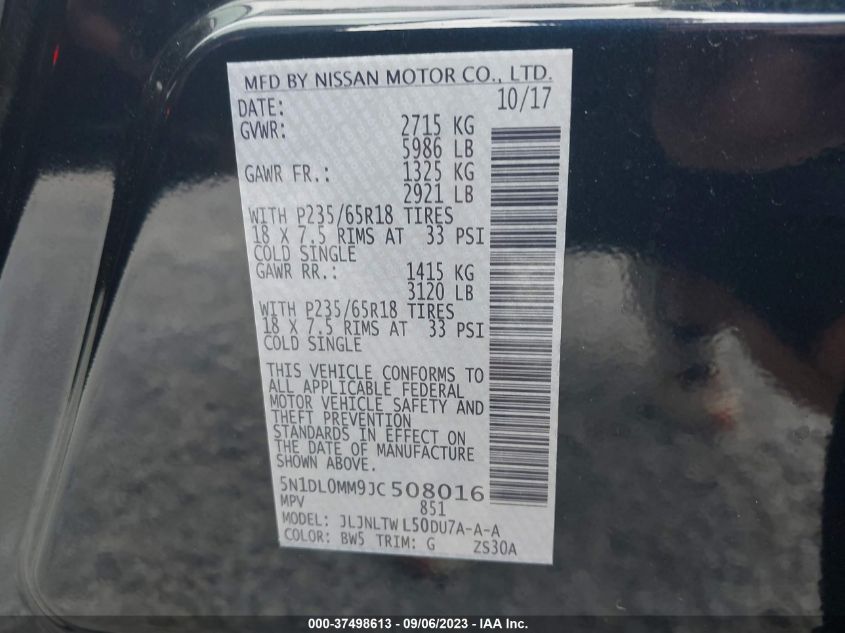 MFD BY NISSAN MOTOR CO., LTD.
DATE: 10/17
GVWR: 2715 KG
5986 LB
GAWR FR.: 1325 KG
2921 LB
WITH P235/65R18 TIRES
18 X 7.5 RIMS AT 33 PSI
COLD SINGLE
GAWR RR.: 1415 KG
3120 LB
WITH P235/65R18 TIRES
18 X 7.5 RIMS AT 33 PSI
COLD SINGLE
THIS VEHICLE CONFORMS TO
ALL APPLICABLE FEDERAL
MOTOR VEHICLE SAFETY AND
THEFT PREVENTION
STANDARDS IN EFFECT ON
THE DATE OF MANUFACTURE
SHOWN ABOVE.
5N1DL0MM9JC508016
MPV 851
MODEL: JLJNLTW L50DU7A-A-A
COLOR: BW5 TRIM: G ZS30A
000-37498613 - 09/06/2023 - IAA Inc.